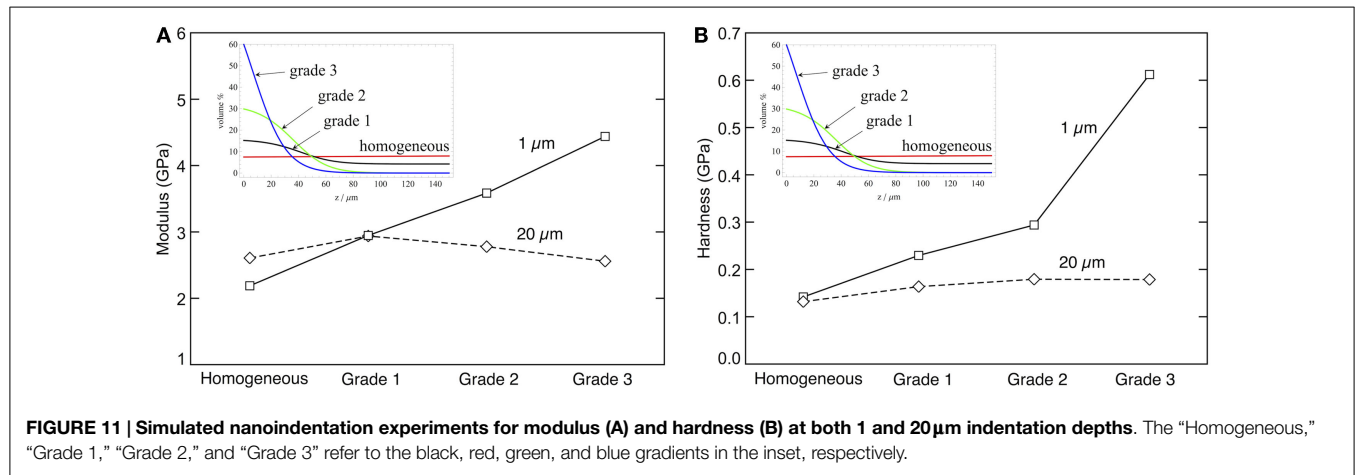 A
6
5
4
3
2
1
Modulus (GPa)
60
50
40
30
20
10
0
volume %
grade 3
grade 2
grade 1
homogeneous
0 20 40 60 80 100 120 140
z / μm
1 μm
20 μm
Homogeneous Grade 1 Grade 2 Grade 3
B
0.7
0.6
0.5
0.4
0.3
0.2
0.1
0.0
Hardness (GPa)
60
50
40
30
20
10
0
volume %
grade 3
grade 2
grade 1
homogeneous
0 20 40 60 80 100 120 140
z / μm
1 μm
20 μm
Homogeneous Grade 1 Grade 2 Grade 3
FIGURE 11 | Simulated nanoindentation experiments for modulus (A) and hardness (B) at both 1 and 20 μm indentation depths. The “Homogeneous,”
“Grade 1,” “Grade 2,” and “Grade 3” refer to the black, red, green, and blue gradients in the inset, respectively.